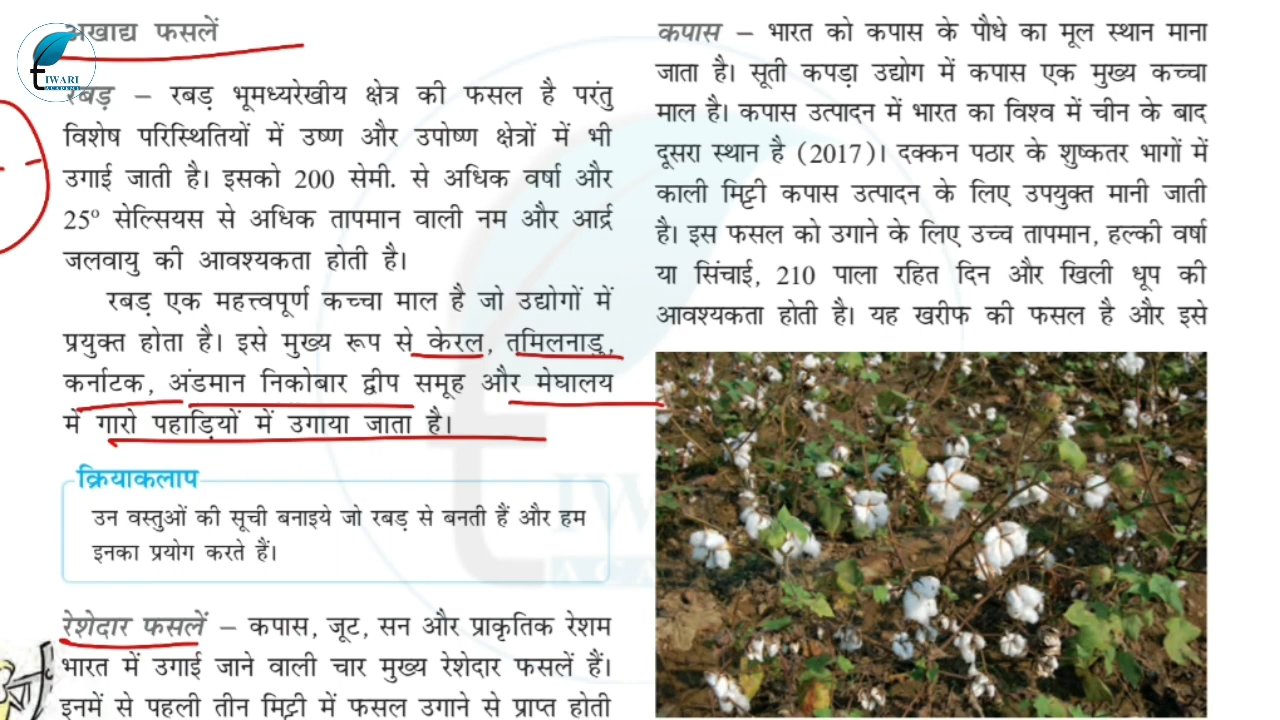 अखाद्य फसलें
TIWARI
ACADEMY
रबड़ – रबड़ भूमध्यरेखीय क्षेत्र की फसल है परंतु
विशेष परिस्थितियों में उष्ण और उपोष्ण क्षेत्रों में भी
उगाई जाती है। इसको 200 सेमी. से अधिक वर्षा और
25° सेल्सियस से अधिक तापमान वाली नम और आर्द्र
जलवायु की आवश्यकता होती है।
रबड़ एक महत्त्वपूर्ण कच्चा माल है जो उद्योगों में
प्रयुक्त होता है। इसे मुख्य रूप से केरल, तमिलनाडु,
कर्नाटक, अंडमान निकोबार द्वीप समूह और मेघालय
में गारो पहाड़ियों में उगाया जाता है।
क्रियाकलाप
उन वस्तुओं की सूची बनाइये जो रबड़ से बनती हैं और हम
इनका प्रयोग करते हैं।
रेशेदार फसलें – कपास, जूट, सन और प्राकृतिक रेशम
भारत में उगाई जाने वाली चार मुख्य रेशेदार फसलें हैं।
इनमें से पहली तीन मिट्टी में फसल उगाने से प्राप्त होती
कपास – भारत को कपास के पौधे का मूल स्थान माना
जाता है। सूती कपड़ा उद्योग में कपास एक मुख्य कच्चा
माल है। कपास उत्पादन में भारत का विश्व में चीन के बाद
दूसरा स्थान है (2017)। दक्कन पठार के शुष्कतर भागों में
काली मिट्टी कपास उत्पादन के लिए उपयुक्त मानी जाती
है। इस फसल को उगाने के लिए उच्च तापमान, हल्की वर्षा
या सिंचाई, 210 पाला रहित दिन और खिली धूप की
आवश्यकता होती है। यह खरीफ की फसल है और इसे